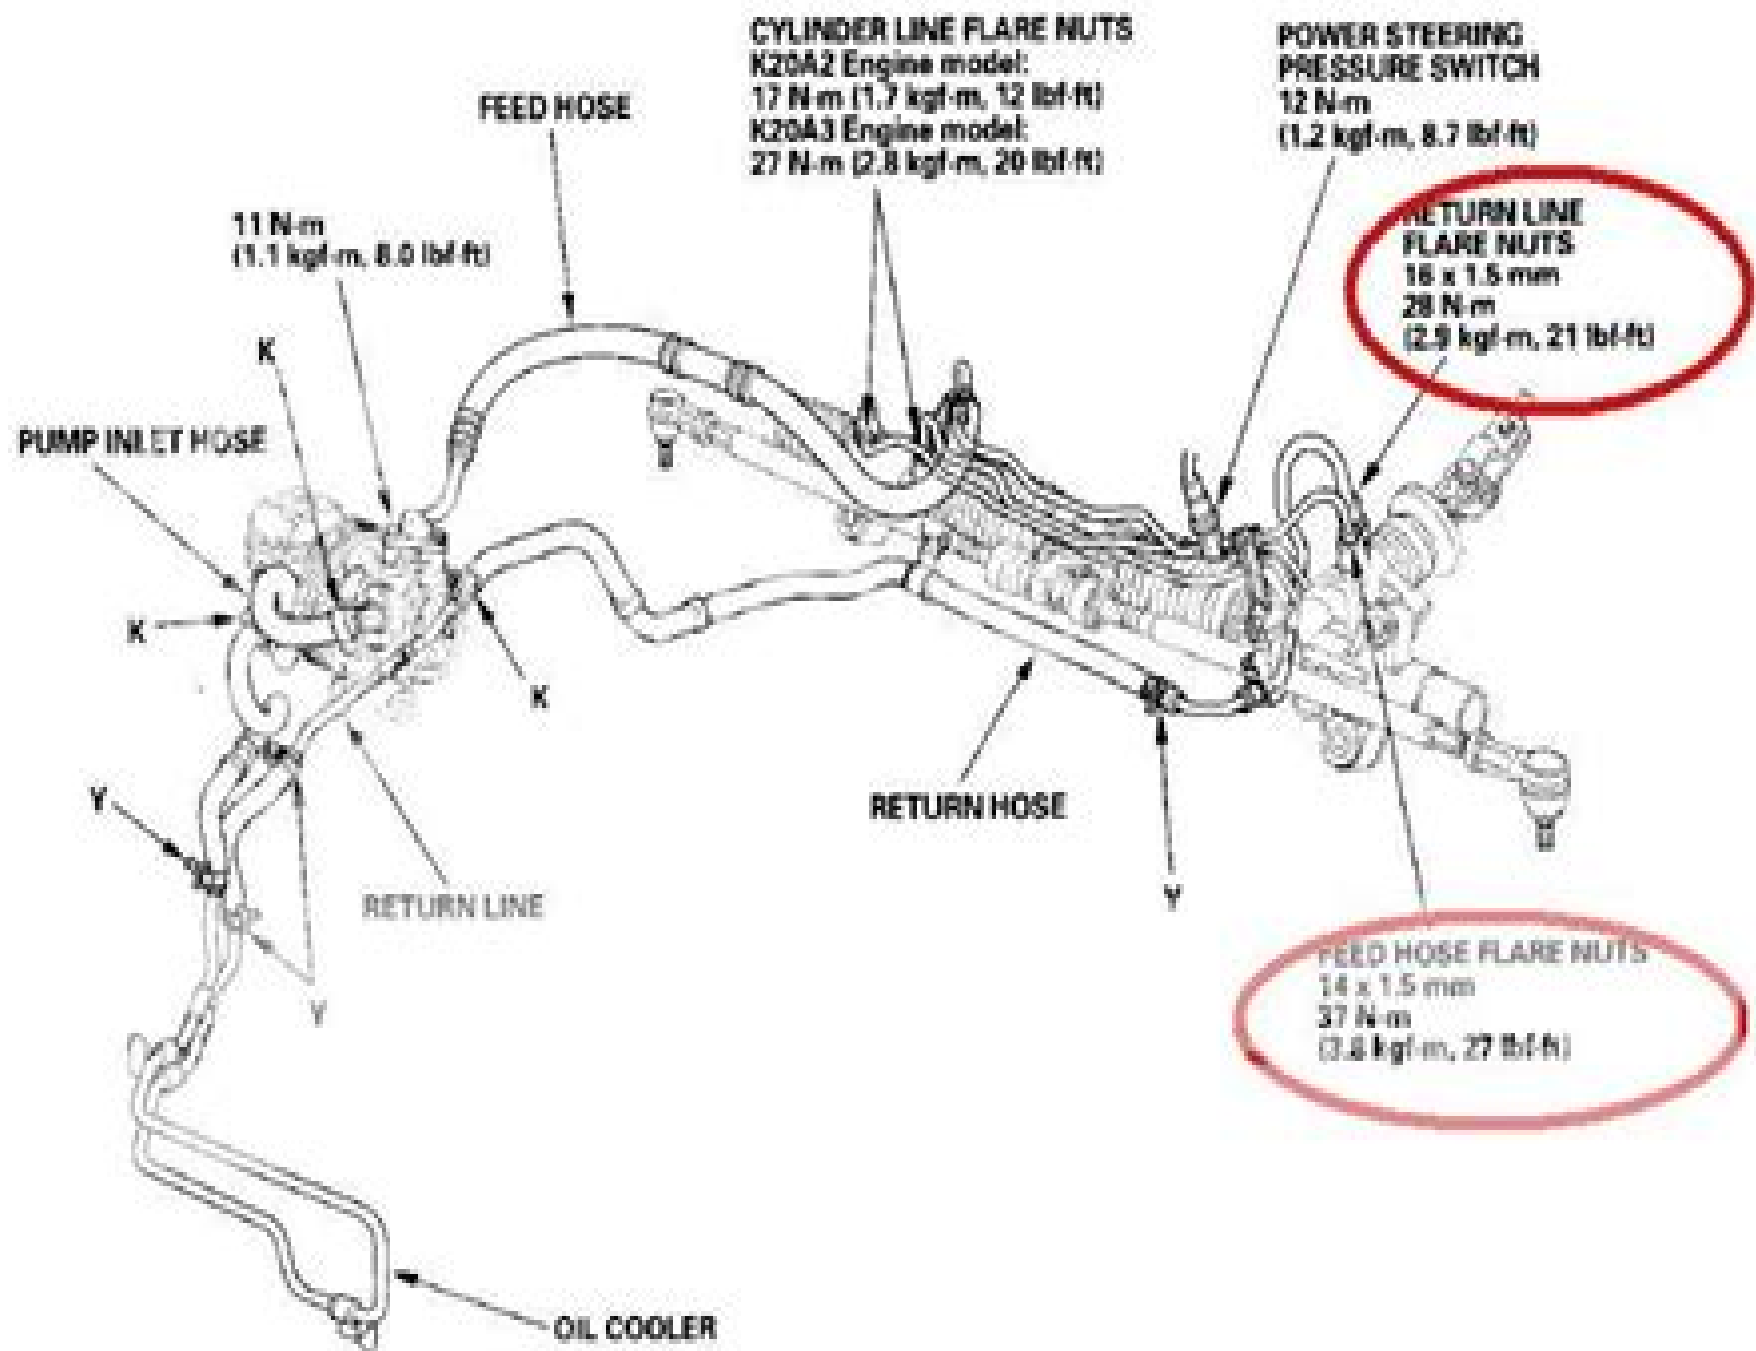 CYLINDER LINE FLARE NUTS
K20A2 Engine model:
17 N·m (1.7 kgf-m, 12 lbf-ft)
K20A3 Engine model:
27 N·m (2.8 kgf-m, 20 lbf-ft)
POWER STEERING
PRESSURE SWITCH
12 N·m
(1.2 kgf-m, 8.7 lbf-ft)
FEED HOSE
RETURN LINE
FLARE NUTS
16 x 1.5 mm
28 N·m
(2.9 kgf-m, 21 lbf-ft)
11 N·m
(1.1 kgf-m, 8.0 lbf-ft)
K
PUMP INLET HOSE
K
K
RETURN HOSE
Y
Y
RETURN LINE
Y
FEED HOSE FLARE NUTS
14 x 1.5 mm
37 N·m
(3.8 kgf-m, 27 lbf-ft)
OIL COOLER